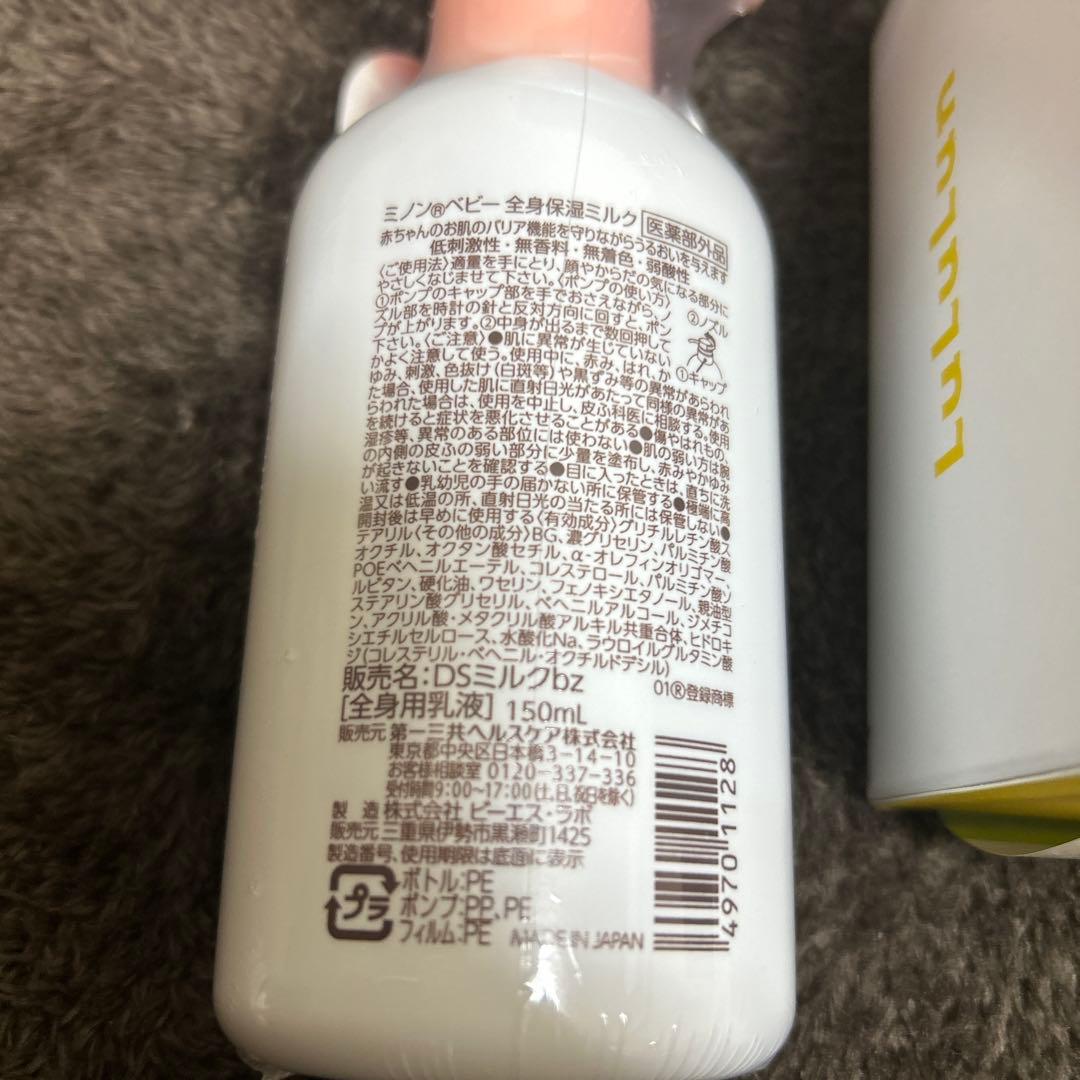 ミノン®ベビー 全身保湿ミルク 医薬部外品
赤ちゃんのお肌のバリア機能を守りながらうるおいを与えます
低刺激性・無香料・無着色・弱酸性
〈ご使用法〉適量を手にとり、顔やからだの気になる部分に
やさしくなじませて下さい。〈ポンプの使い方〉
①ポンプのキャップ部を手でおさえながら、ノ
ズル部を時計の針と反対方向に回すと、ポン
プが上がります。②中身が出るまで数回押して
下さい。〈ご注意〉●肌に異常が生じていない
かよく注意して使う。使用中に、赤み、はれ、か
ゆみ、刺激、色抜け(白斑等)や黒ずみ等の異常があらわれ
た場合、使用した肌に直射日光があたって同様の異常があ
らわれた場合は、使用を中止し、皮ふ科医に相談する。使用
を続けると症状を悪化させることがある●傷やはれもの、
湿疹等、異常のある部位には使わない●肌の弱い方は腕
の内側の皮ふの弱い部分に少量を塗布し、赤みやかゆみ
が起きないことを確認する●目に入ったときは、直ちに洗
い流す●乳幼児の手の届かない所に保管する●極端に高
温又は低温の所、直射日光の当たる所には保管しない●
開封後は早めに使用する〈有効成分〉グリチルレチン酸ス
テアリル〈その他の成分〉BG、濃グリセリン、パルミチン酸
オクチル、オクタン酸セチル、α-オレフィンオリゴマー、
POEベヘニルエーテル、コレステロール、パルミチン酸ソ
ルビタン、硬化油、ワセリン、フェノキシエタノール、親油型
ステアリン酸グリセリル、ベヘニルアルコール、ジメチコ
ン、アクリル酸・メタクリル酸アルキル共重合体、ヒドロキ
シエチルセルロース、水酸化Na、ラウロイルグルタミン酸
ジ(コレステリル・ベヘニル・オクチルドデシル)
②ノズル
①キャップ
販売名:DSミルクbz
01®登録商標
[全身用乳液] 150mL
販売元 第一三共ヘルスケア株式会社
東京都中央区日本橋3-14-10
お客様相談室 0120-337-336
受付時間9:00~17:00(土、日、祝日を除く)
製 造 株式会社 ピーエス・ラボ
販売元 三重県伊勢市黒瀬町1425
製造番号、使用期限は底面に表示
プラ
ボトル:PE
ポンプ:PP、PE
フィルム:PE MADE IN JAPAN
4970 1128